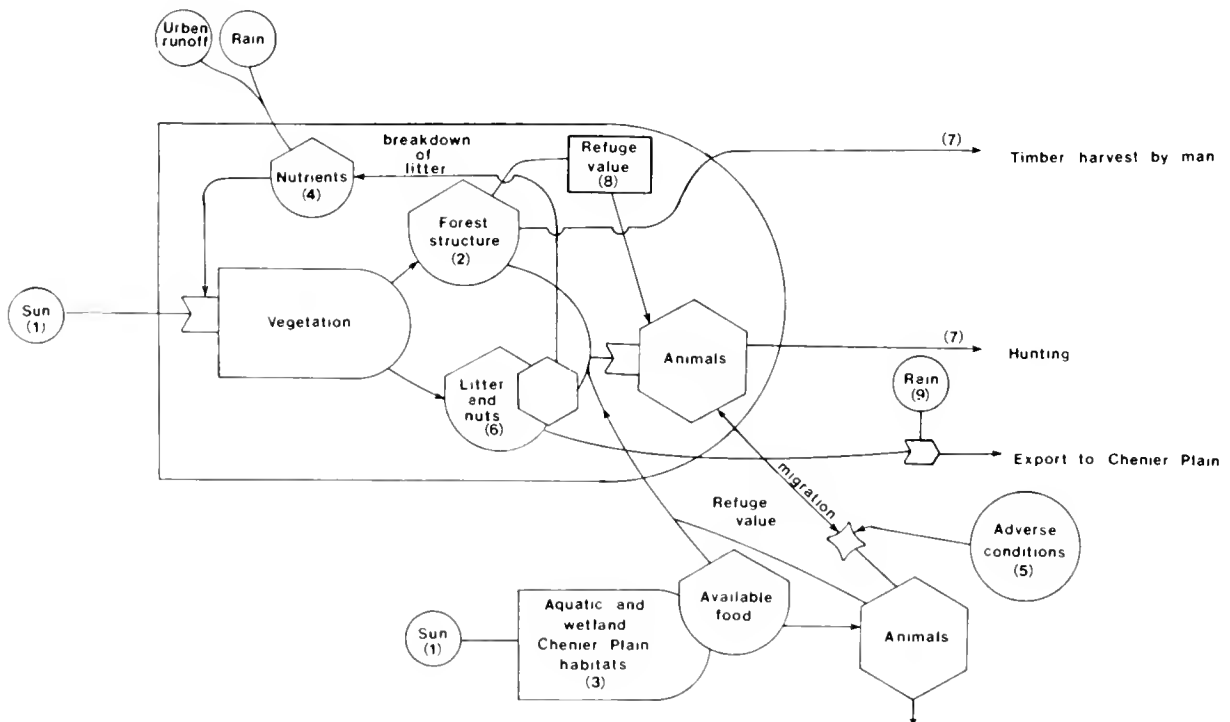 Urben
runoff
Rain
breakdown
of
litter
Refuge
value
(8)
(7)
Timber harvest by man
Nutrients
(4)
Forest
structure
(2)
Sun
(1)
Vegetation
Animals
(7)
Hunting
Litter
and
nuts
(6)
Rain
(9)
Export to Chenier Plain
migration
Refuge
value
Adverse
conditions
(5)
Sun
(1)
Aquatic and
wetland
Chenier Plain
habitats
(3)
Available
food
Animals